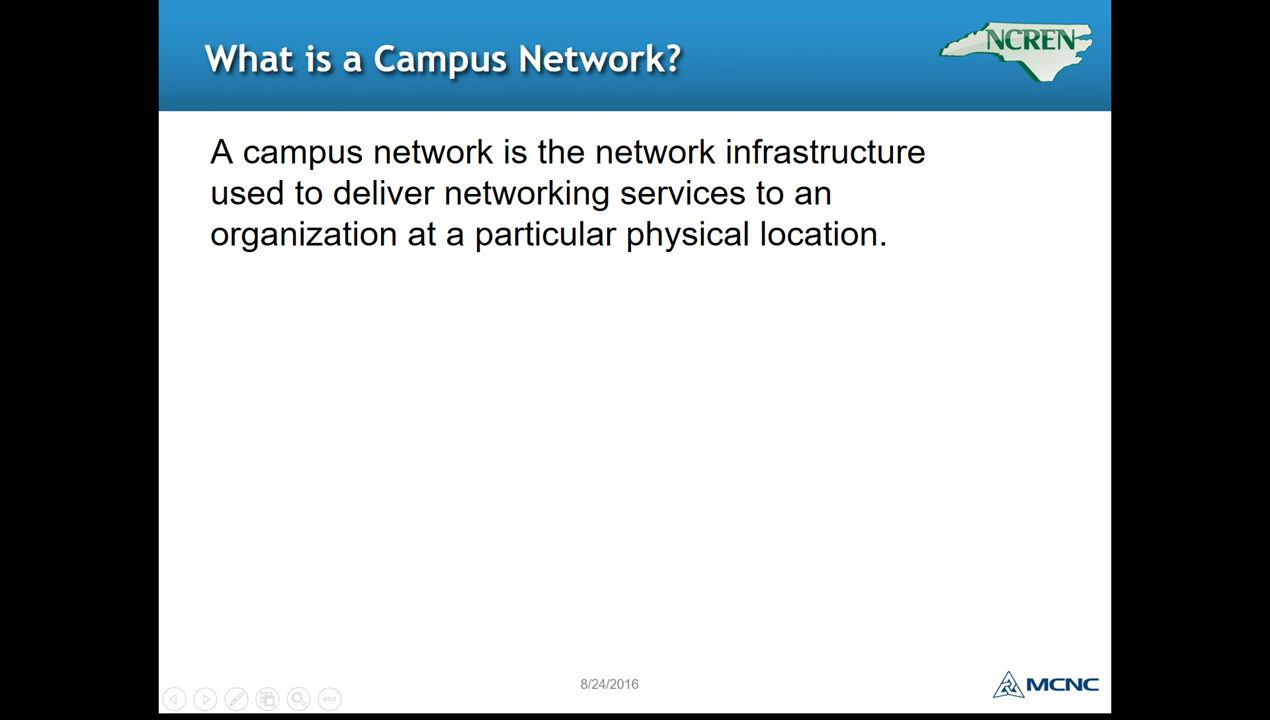 What is a Campus Network?
NCREN
A campus network is the network infrastructure
used to deliver networking services to an
organization at a particular physical location.
8/24/2016
MCNC